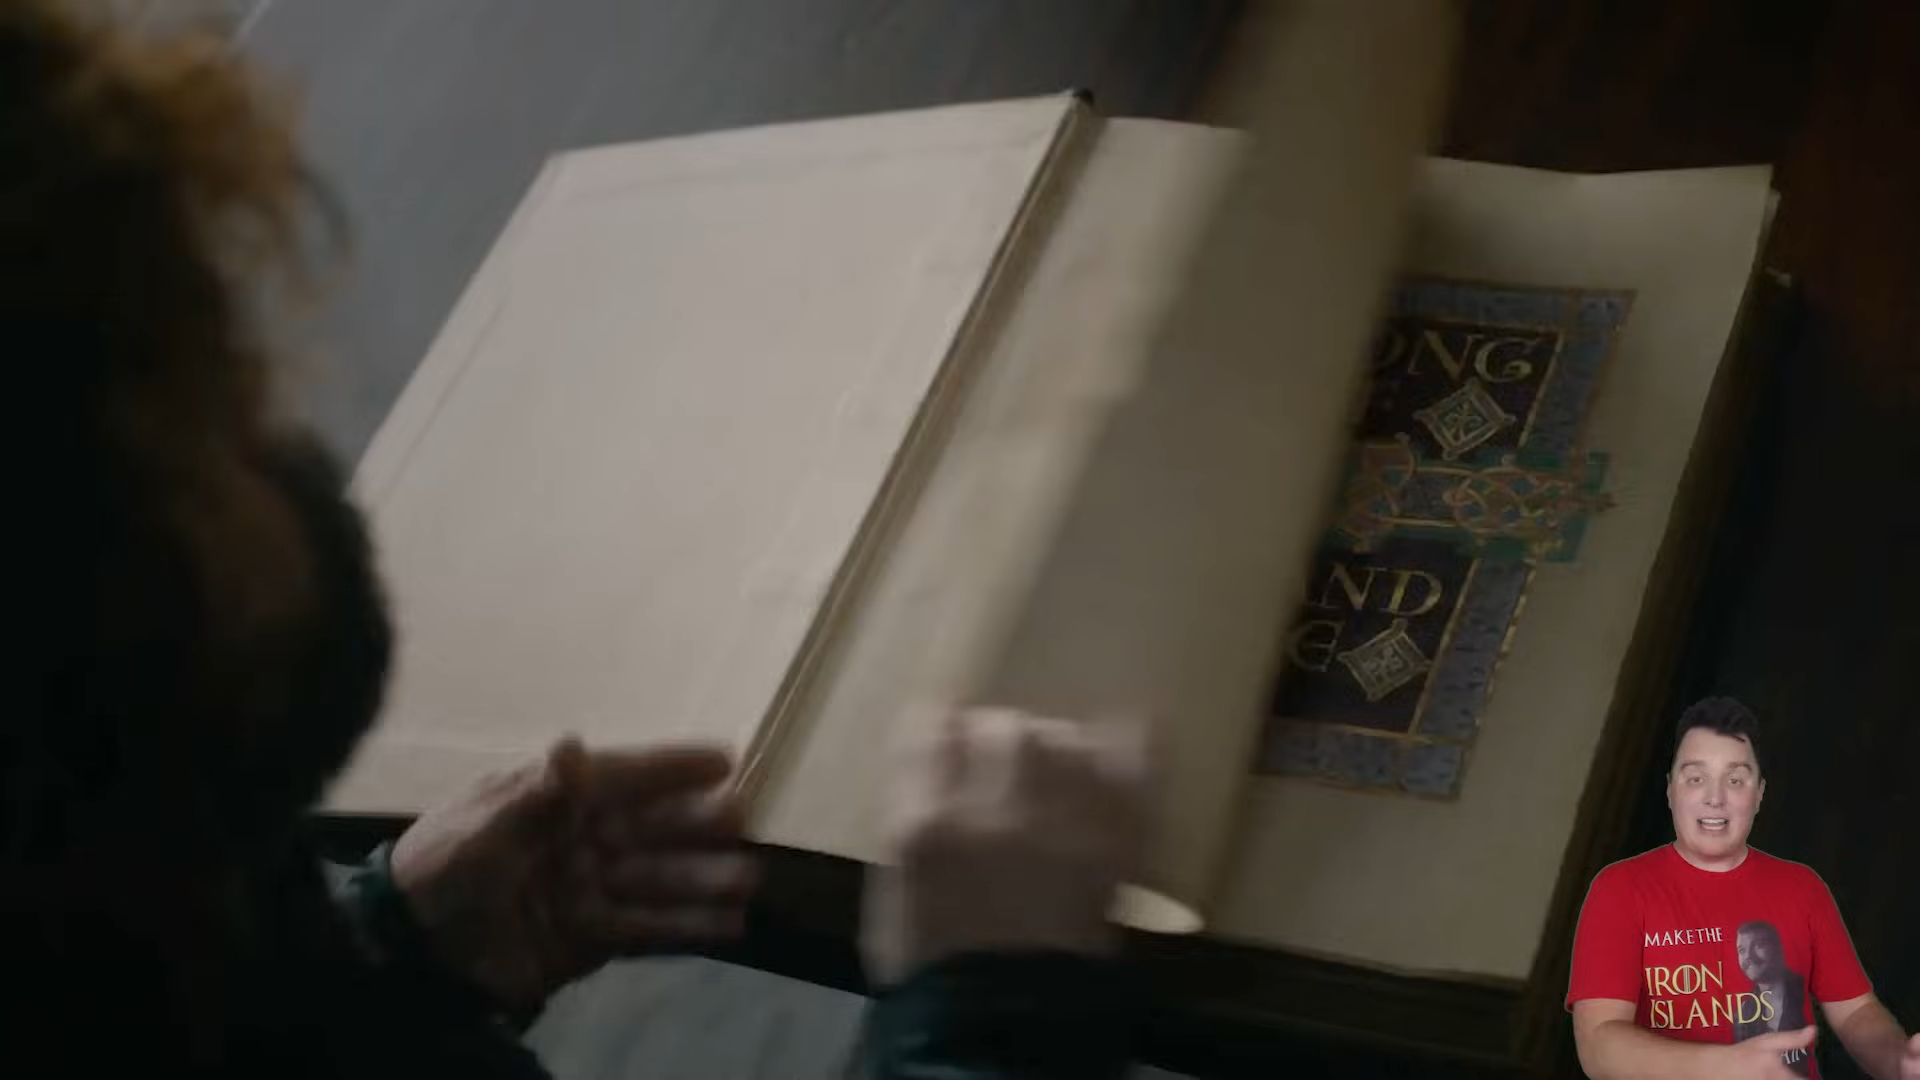 ONG
ND
E
MAKE THE
IRON
ISLANDS